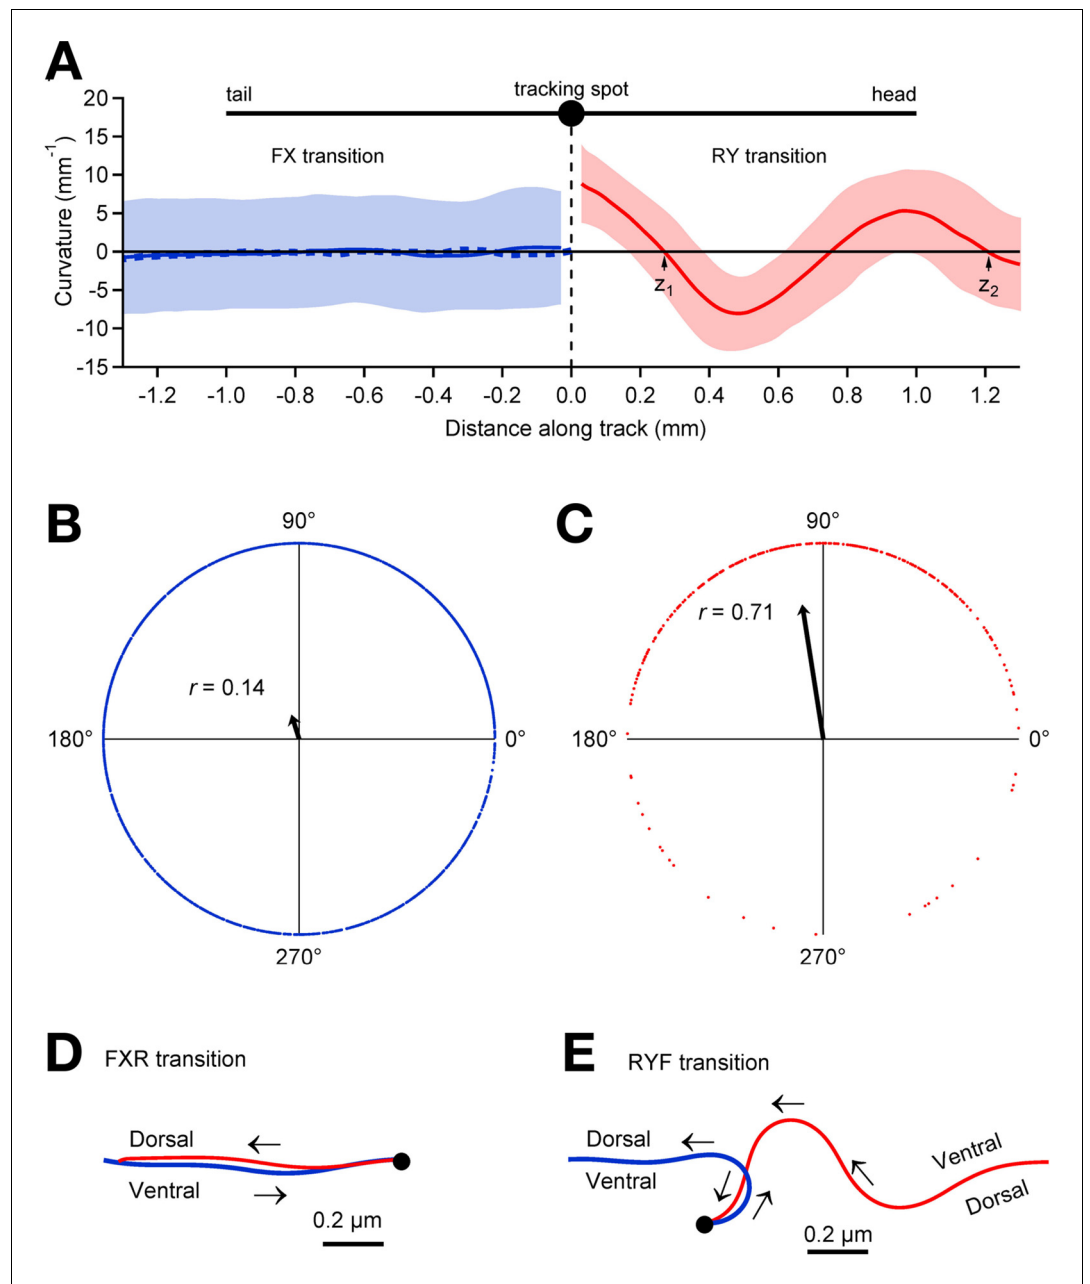 A
tail
tracking spot
head
FX transition
RY transition
Curvature (mm-1)
20
15
10
5
0
-5
-10
-15
z1
z2
-1.2 -1.0 -0.8 -0.6 -0.4 -0.2 0.0 0.2 0.4 0.6 0.8 1.0 1.2
Distance along track (mm)
B
90°
r = 0.14
180°
0°
270°
C
90°
r = 0.71
180°
0°
270°
D FXR transition
Dorsal
Ventral
0.2 µm
E RYF transition
Dorsal
Ventral
Ventral
Dorsal
0.2 µm